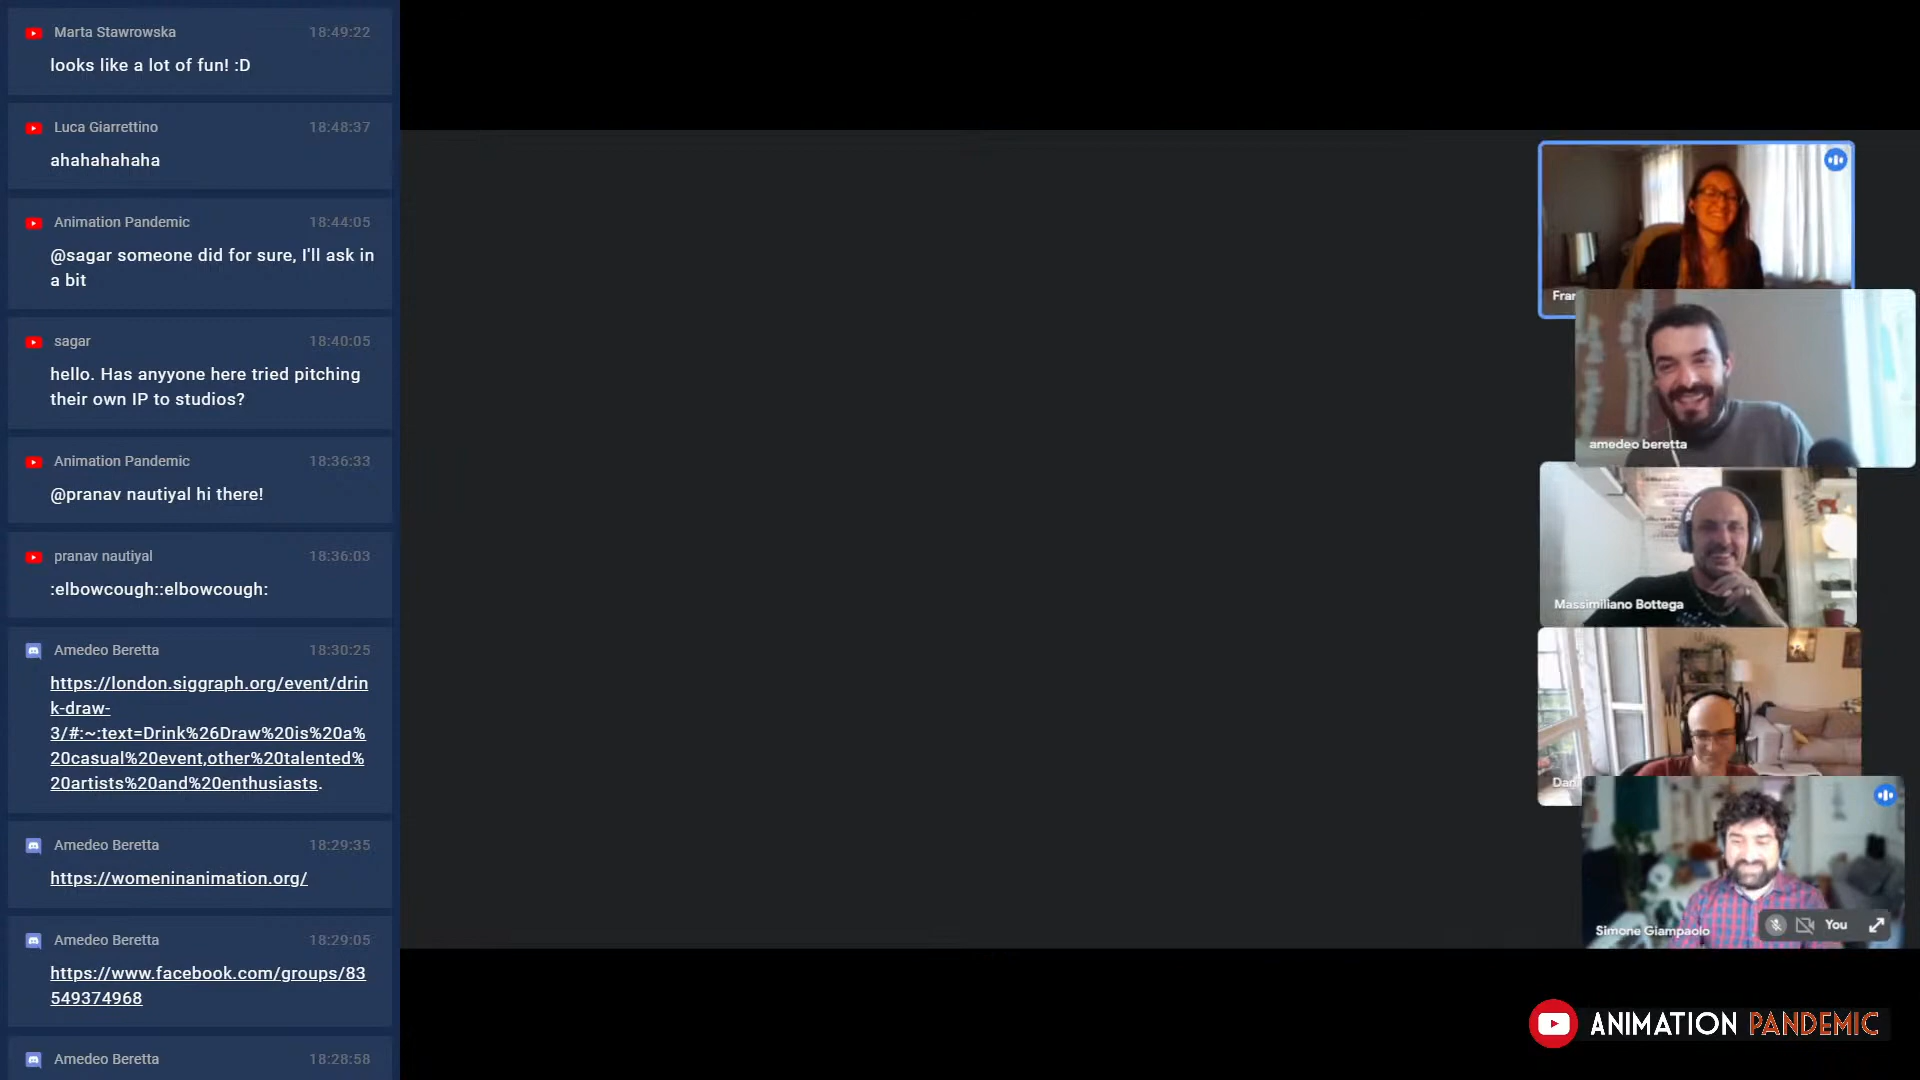 Marta Stawrowska 18:49:22
looks like a lot of fun! :D
Luca Giarrettino 18:48:37
ahahahahaha
Animation Pandemic 18:44:05
@sagar someone did for sure, I'll ask in
a bit
sagar 18:40:05
hello. Has anyyone here tried pitching
their own IP to studios?
Animation Pandemic 18:36:33
@pranav nautiyal hi there!
pranav nautiyal 18:36:03
:elbowcough::elbowcough:
Amedeo Beretta 18:30:25
https://london.siggraph.org/event/drin
k-draw-
3/#:~:text=Drink%26Draw%20is%20a%
20casual%20event,other%20talented%
20artists%20and%20enthusiasts.
Amedeo Beretta 18:29:35
https://womeninanimation.org/
Amedeo Beretta 18:29:05
https://www.facebook.com/groups/83
549374968
Amedeo Beretta 18:28:58
Fran
amedeo beretta
Massimiliano Bottega
Dani
Simone Giampaolo
You
ANIMATION PANDEMIC